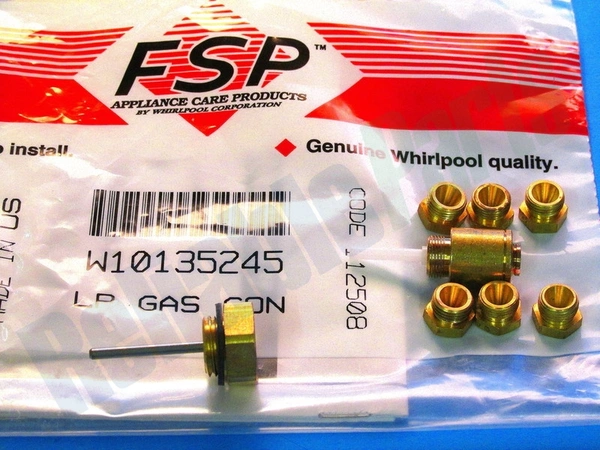 FSP™
APPLIANCE CARE PRODUCTS
BY WHIRLPOOL CORPORATION
o install.
Genuine Whirlpool quality.
MADE IN US
W10135245
LP GAS CON
CODE 112508